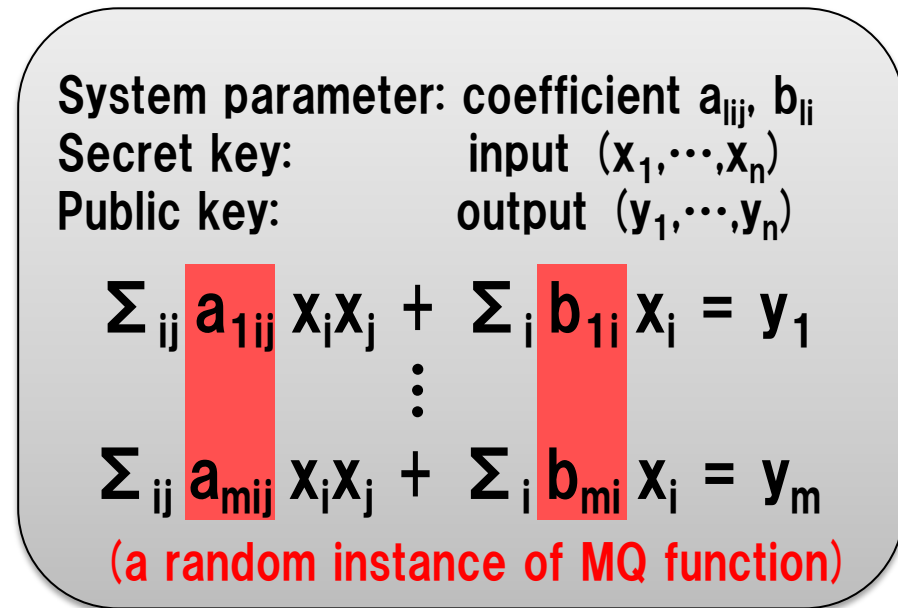 System parameter: coefficient a_lij, b_li
Secret key: input (x_1,⋯,x_n)
Public key: output (y_1,⋯,y_n)
Σ_ij a_1ij x_i x_j + Σ_i b_1i x_i = y_1
⋮
Σ_ij a_mij x_i x_j + Σ_i b_mi x_i = y_m
(a random instance of MQ function)